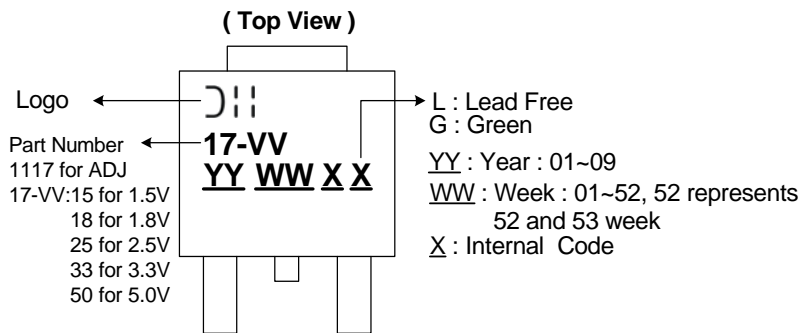 ( Top View )
Logo
Part Number
1117 for ADJ
17-VV:15 for 1.5V
18 for 1.8V
25 for 2.5V
33 for 3.3V
50 for 5.0V
17-VV
YY WW X X
L : Lead Free
G : Green
YY : Year : 01~09
WW : Week : 01~52, 52 represents
52 and 53 week
X : Internal Code